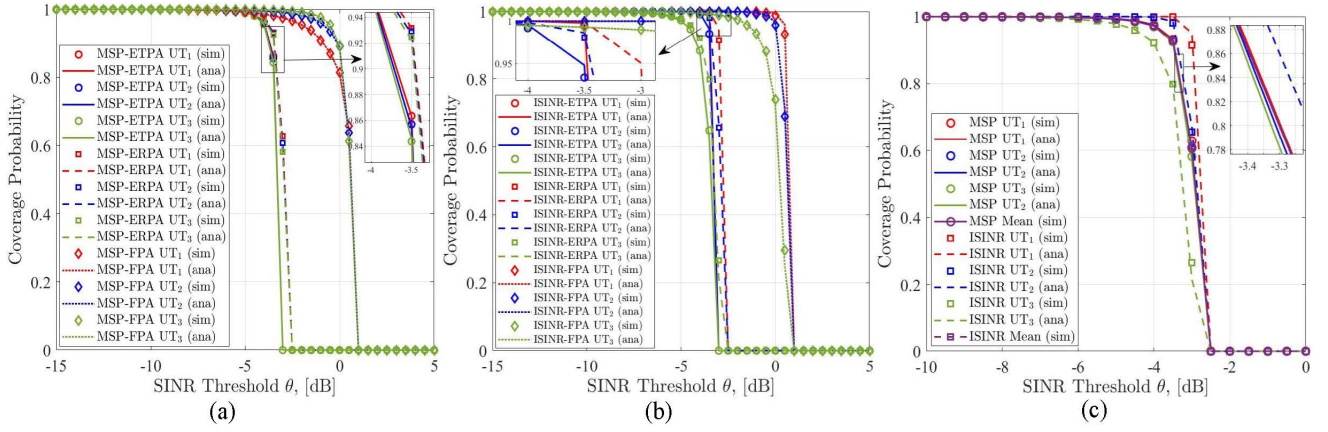 Coverage Probability
1
0.8
0.6
0.4
0.2
0
-15
-10
-5
0
5
SINR Threshold θ, [dB]
(a)
MSP-ETPA UT₁ (sim)
MSP-ETPA UT₁ (ana)
MSP-ETPA UT₂ (sim)
MSP-ETPA UT₂ (ana)
MSP-ETPA UT₃ (sim)
MSP-ETPA UT₃ (ana)
MSP-ERPA UT₁ (sim)
MSP-ERPA UT₁ (ana)
MSP-ERPA UT₂ (sim)
MSP-ERPA UT₂ (ana)
MSP-ERPA UT₃ (sim)
MSP-ERPA UT₃ (ana)
MSP-FPA UT₁ (sim)
MSP-FPA UT₁ (ana)
MSP-FPA UT₂ (sim)
MSP-FPA UT₂ (ana)
MSP-FPA UT₃ (sim)
MSP-FPA UT₃ (ana)
0.94
0.92
0.9
0.88
0.86
0.84
-4
-3.5
Coverage Probability
1
0.8
0.6
0.4
0.2
0
-15
-10
-5
0
5
SINR Threshold θ, [dB]
(b)
0.95
-4
-3.5
-3
ISINR-ETPA UT₁ (sim)
ISINR-ETPA UT₁ (ana)
ISINR-ETPA UT₂ (sim)
ISINR-ETPA UT₂ (ana)
ISINR-ETPA UT₃ (sim)
ISINR-ETPA UT₃ (ana)
ISINR-ERPA UT₁ (sim)
ISINR-ERPA UT₁ (ana)
ISINR-ERPA UT₂ (sim)
ISINR-ERPA UT₂ (ana)
ISINR-ERPA UT₃ (sim)
ISINR-ERPA UT₃ (ana)
ISINR-FPA UT₁ (sim)
ISINR-FPA UT₁ (ana)
ISINR-FPA UT₂ (sim)
ISINR-FPA UT₂ (ana)
ISINR-FPA UT₃ (sim)
ISINR-FPA UT₃ (ana)
Coverage Probability
1
0.8
0.6
0.4
0.2
0
-10
-8
-6
-4
-2
0
SINR Threshold θ, [dB]
(c)
MSP UT₁ (sim)
MSP UT₁ (ana)
MSP UT₂ (sim)
MSP UT₂ (ana)
MSP UT₃ (sim)
MSP UT₂ (ana)
MSP Mean (sim)
ISINR UT₁ (sim)
ISINR UT₁ (ana)
ISINR UT₂ (sim)
ISINR UT₂ (ana)
ISINR UT₃ (sim)
ISINR UT₃ (ana)
ISINR Mean (sim)
0.88
0.86
0.84
0.82
0.8
0.78
-3.4
-3.3